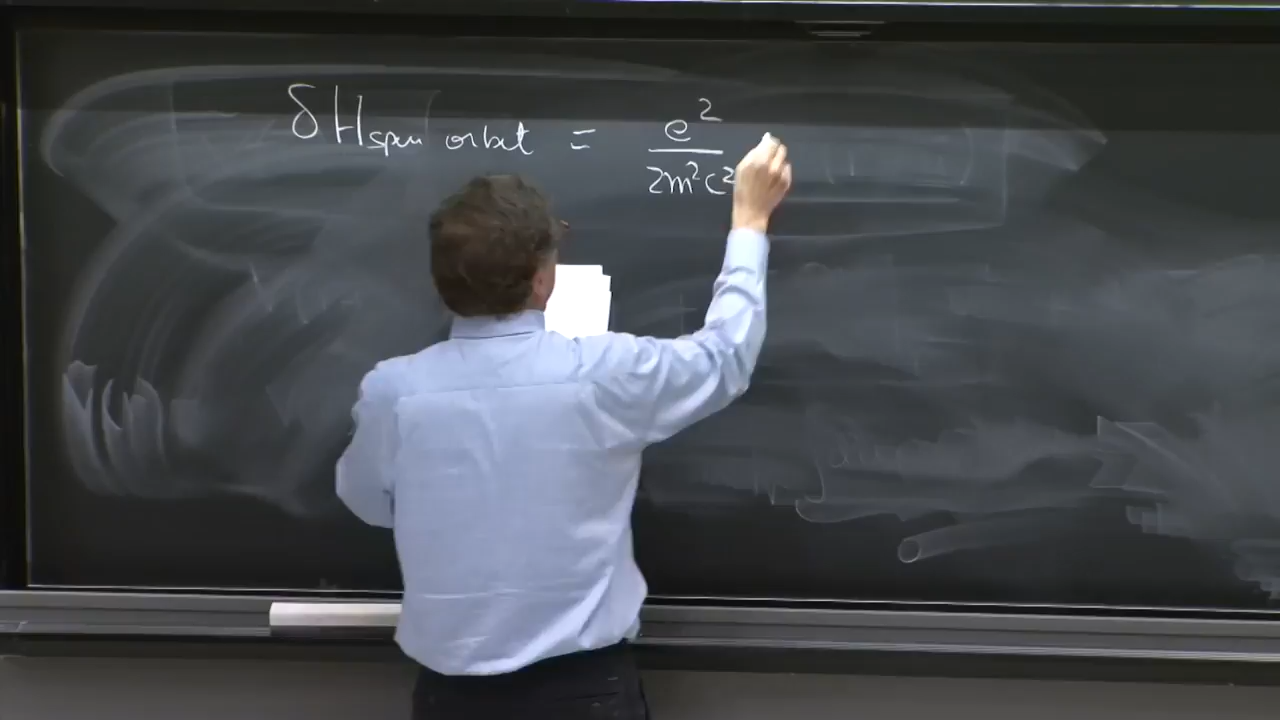 δH spin orbit = e²/2m²c²